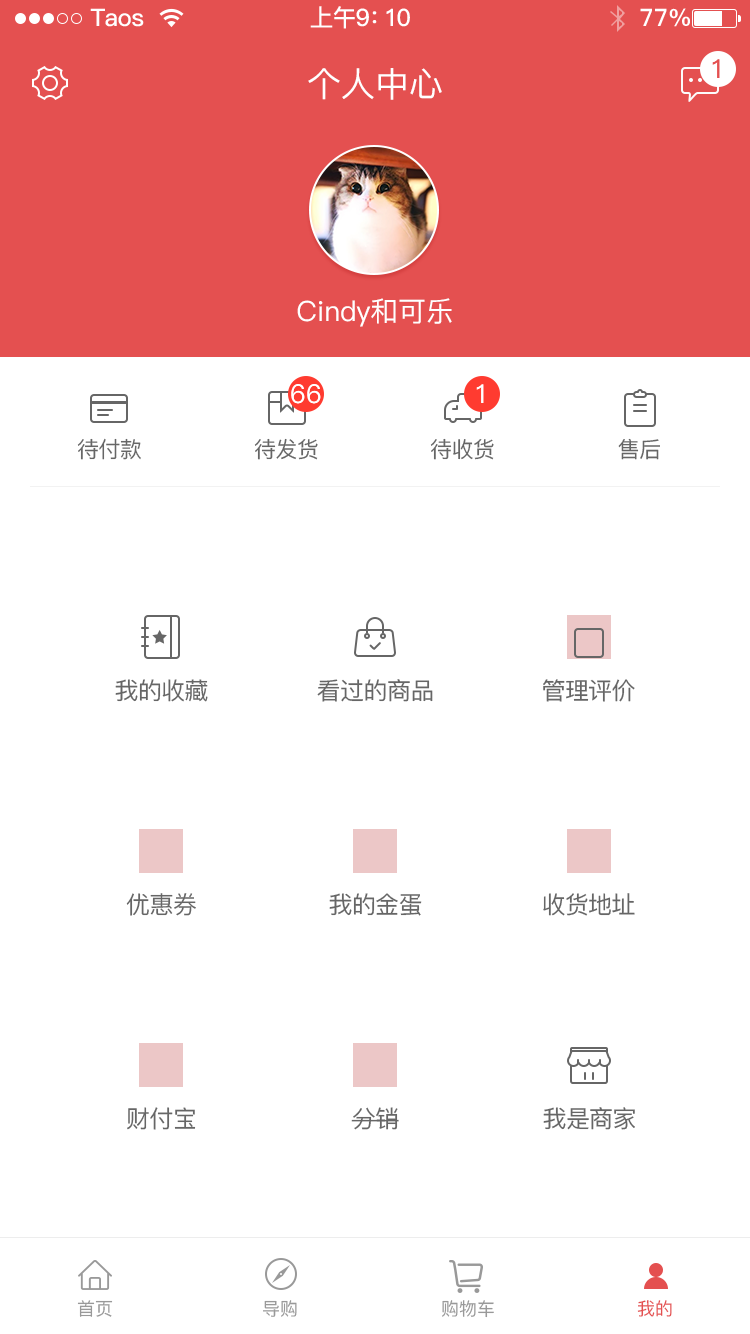 Taos 上午9: 10 77%
个人中心 1
Cindy和可乐
66 1
待付款 待发货 待收货 售后
我的收藏 看过的商品 管理评价
优惠券 我的金蛋 收货地址
财付宝 分销 我是商家
首页 导购 购物车 我的